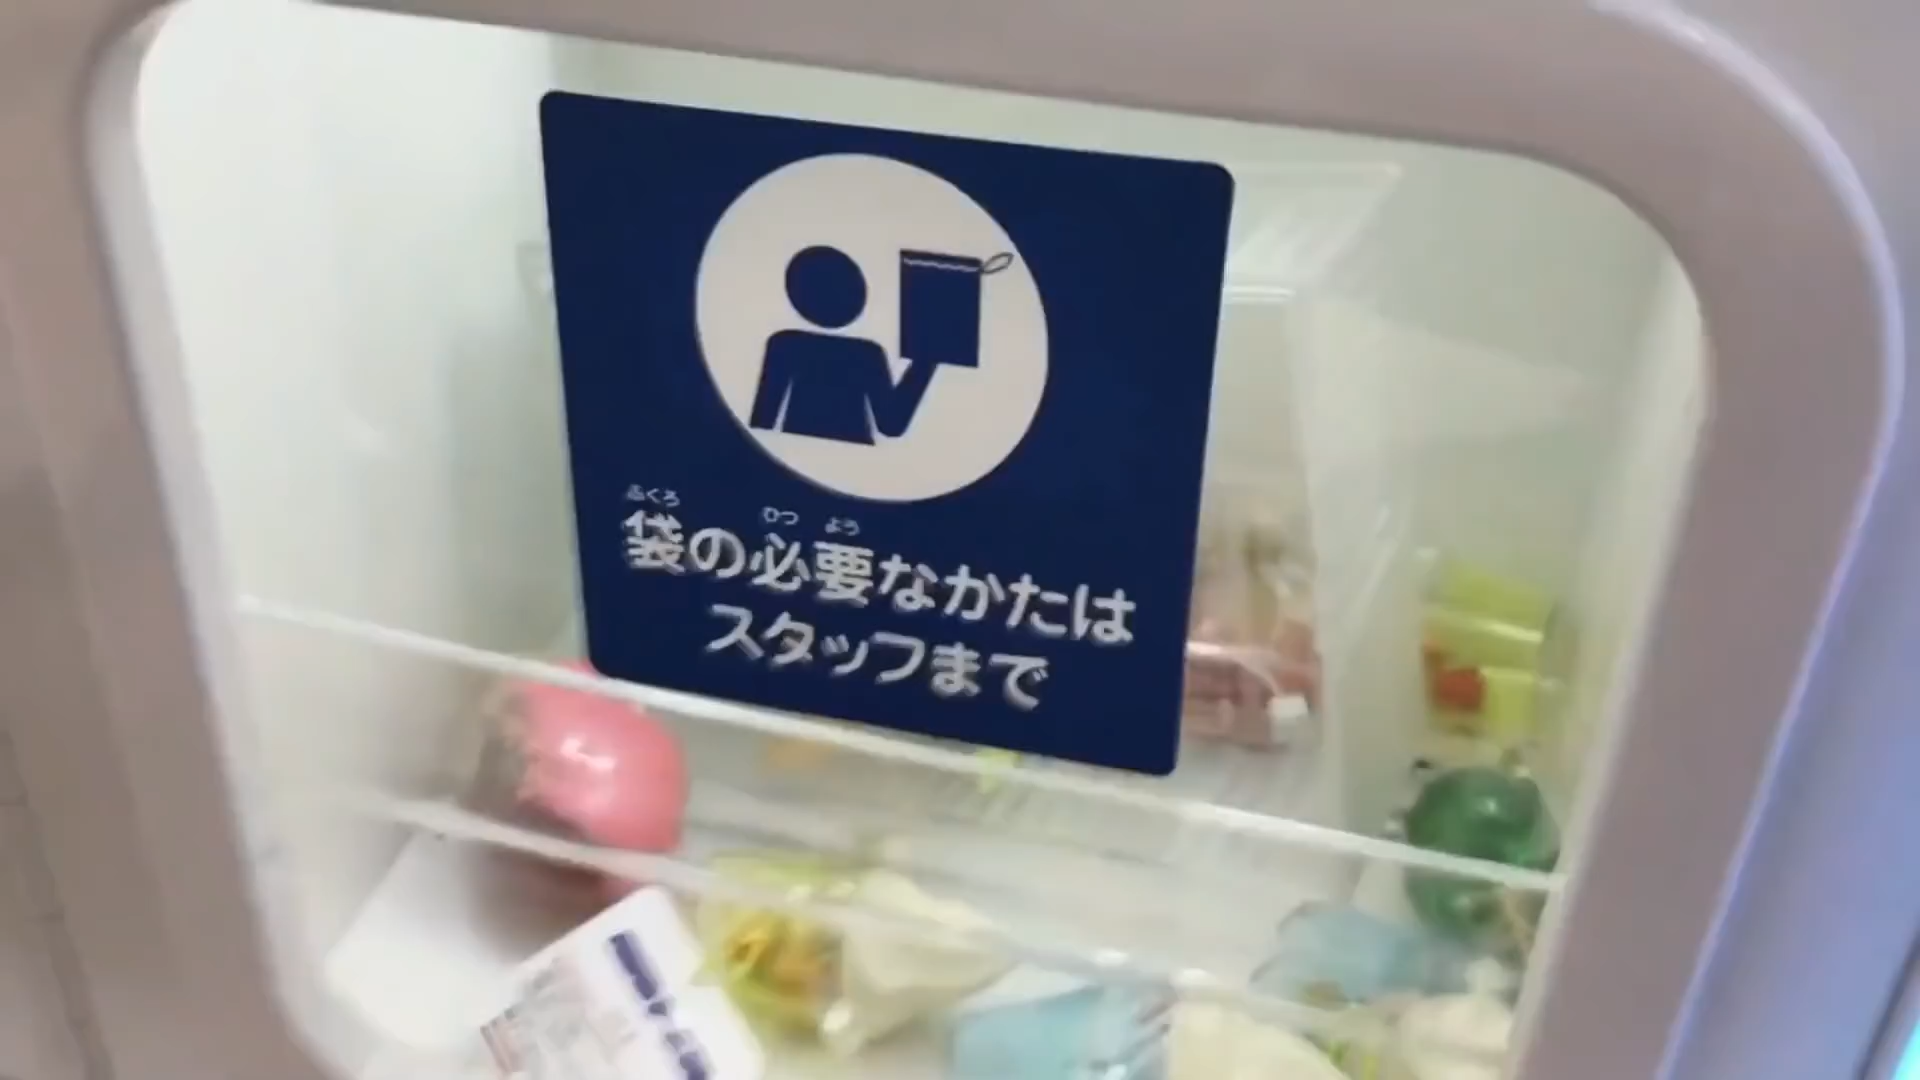 ふくろ ひつ よう
袋の必要なかたは
スタッフまで